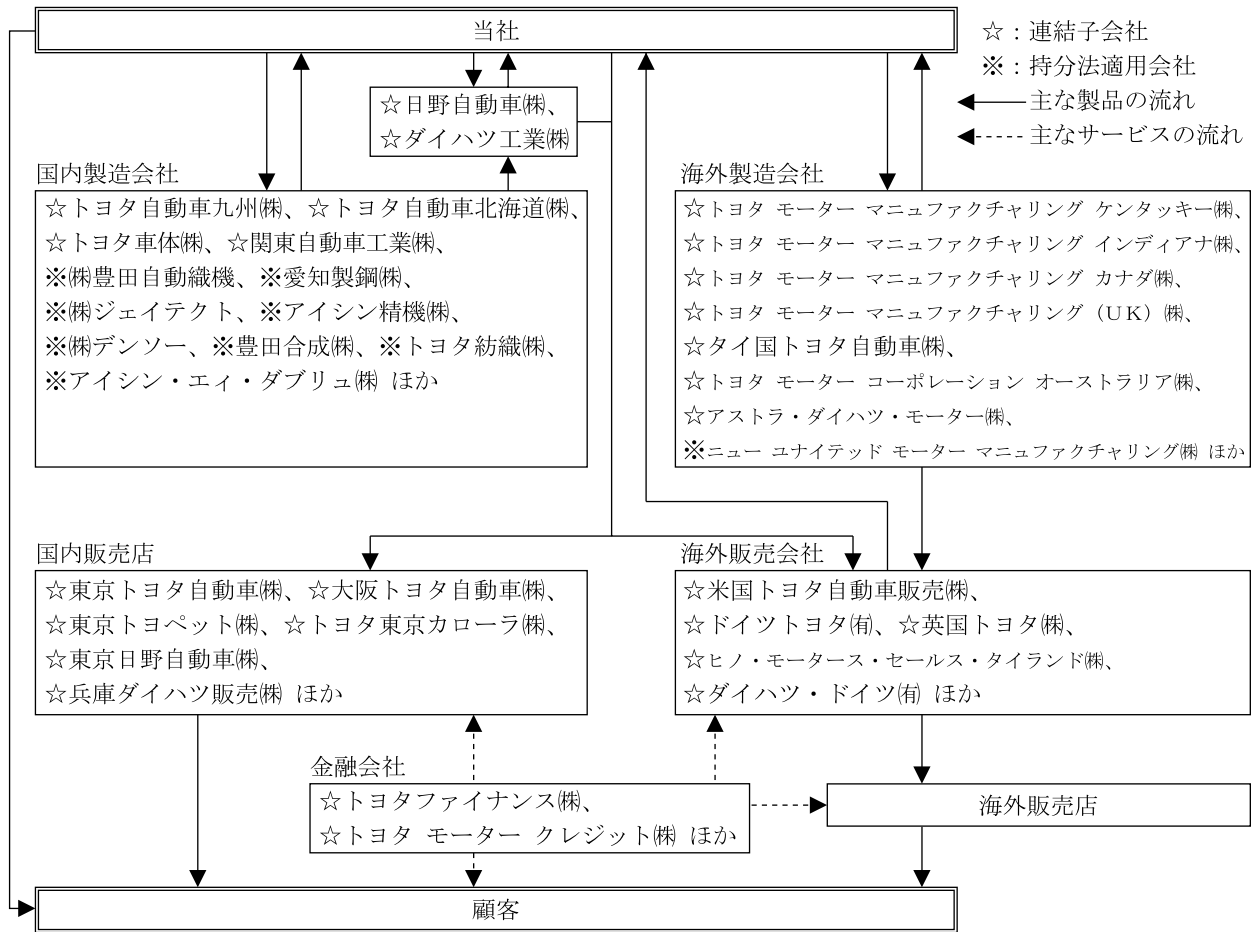 当社
☆：連結子会社
※：持分法適用会社
主な製品の流れ
主なサービスの流れ
☆日野自動車㈱、
☆ダイハツ工業㈱
国内製造会社
☆トヨタ自動車九州㈱、☆トヨタ自動車北海道㈱、
☆トヨタ車体㈱、☆関東自動車工業㈱、
※㈱豊田自動織機、※愛知製鋼㈱、
※㈱ジェイテクト、※アイシン精機㈱、
※㈱デンソー、※豊田合成㈱、※トヨタ紡織㈱、
※アイシン・エィ・ダブリュ㈱ ほか
海外製造会社
☆トヨタ モーター マニュファクチャリング ケンタッキー㈱、
☆トヨタ モーター マニュファクチャリング インディアナ㈱、
☆トヨタ モーター マニュファクチャリング カナダ㈱、
☆トヨタ モーター マニュファクチャリング（ＵＫ）㈱、
☆タイ国トヨタ自動車㈱、
☆トヨタ モーター コーポレーション オーストラリア㈱、
☆アストラ・ダイハツ・モーター㈱、
※ニュー ユナイテッド モーター マニュファクチャリング㈱ ほか
国内販売店
☆東京トヨタ自動車㈱、☆大阪トヨタ自動車㈱、
☆東京トヨペット㈱、☆トヨタ東京カローラ㈱、
☆東京日野自動車㈱、
☆兵庫ダイハツ販売㈱ ほか
海外販売会社
☆米国トヨタ自動車販売㈱、
☆ドイツトヨタ㈲、☆英国トヨタ㈱、
☆ヒノ・モータース・セールス・タイランド㈱、
☆ダイハツ・ドイツ㈲ ほか
金融会社
☆トヨタファイナンス㈱、
☆トヨタ モーター クレジット㈱ ほか
海外販売店
顧客